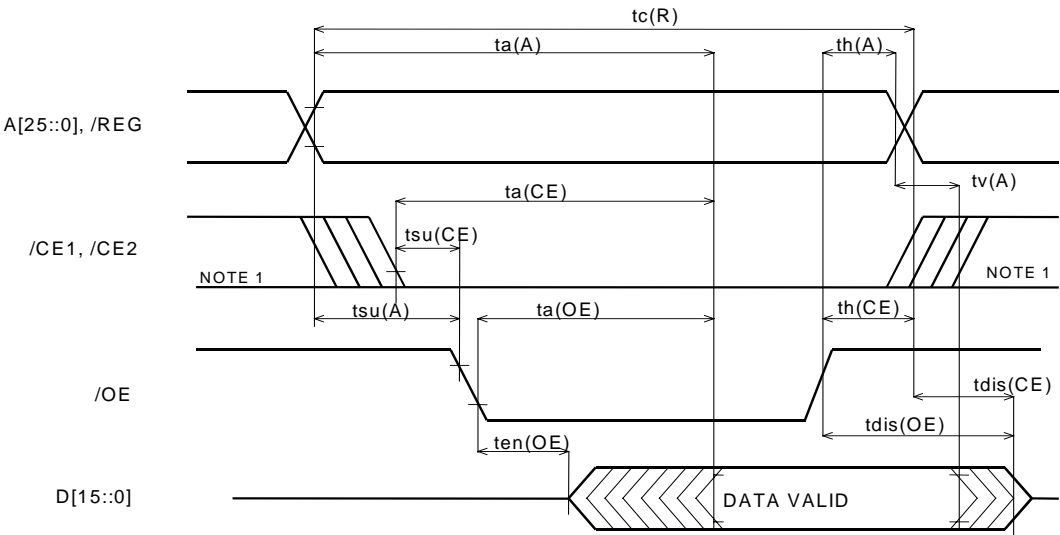 tc(R)
ta(A)
th(A)
A[25::0], /REG
tv(A)
ta(CE)
tsu(CE)
/CE1, /CE2
NOTE 1
NOTE 1
tsu(A)
ta(OE)
th(CE)
/OE
tdis(CE)
tdis(OE)
ten(OE)
D[15::0]
DATA VALID